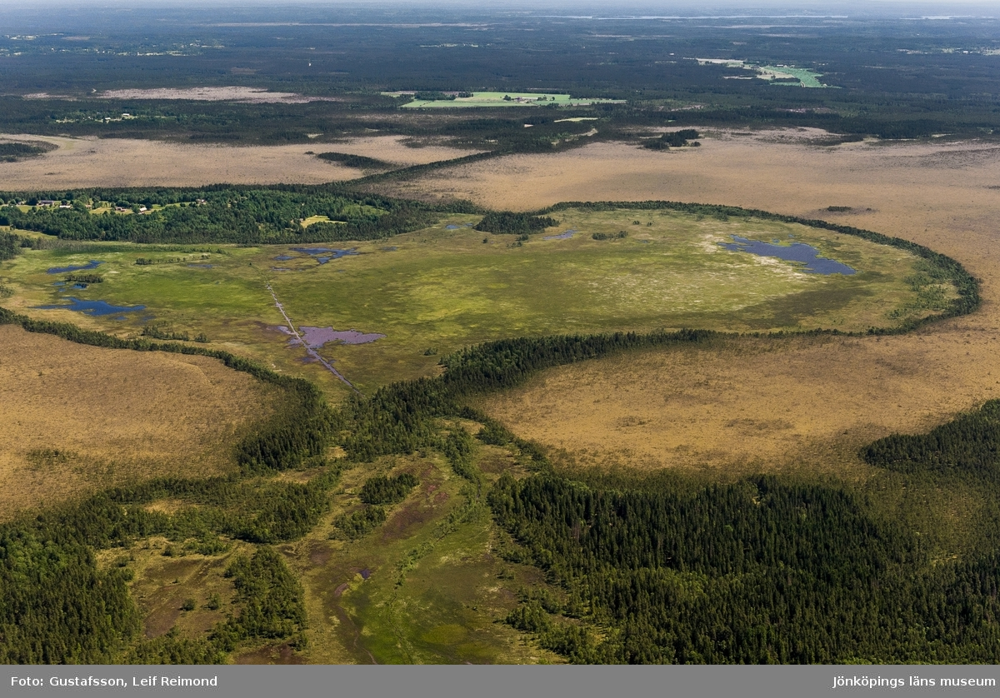 Foto: Gustafsson, Leif Reimond
jönköpings läns museum